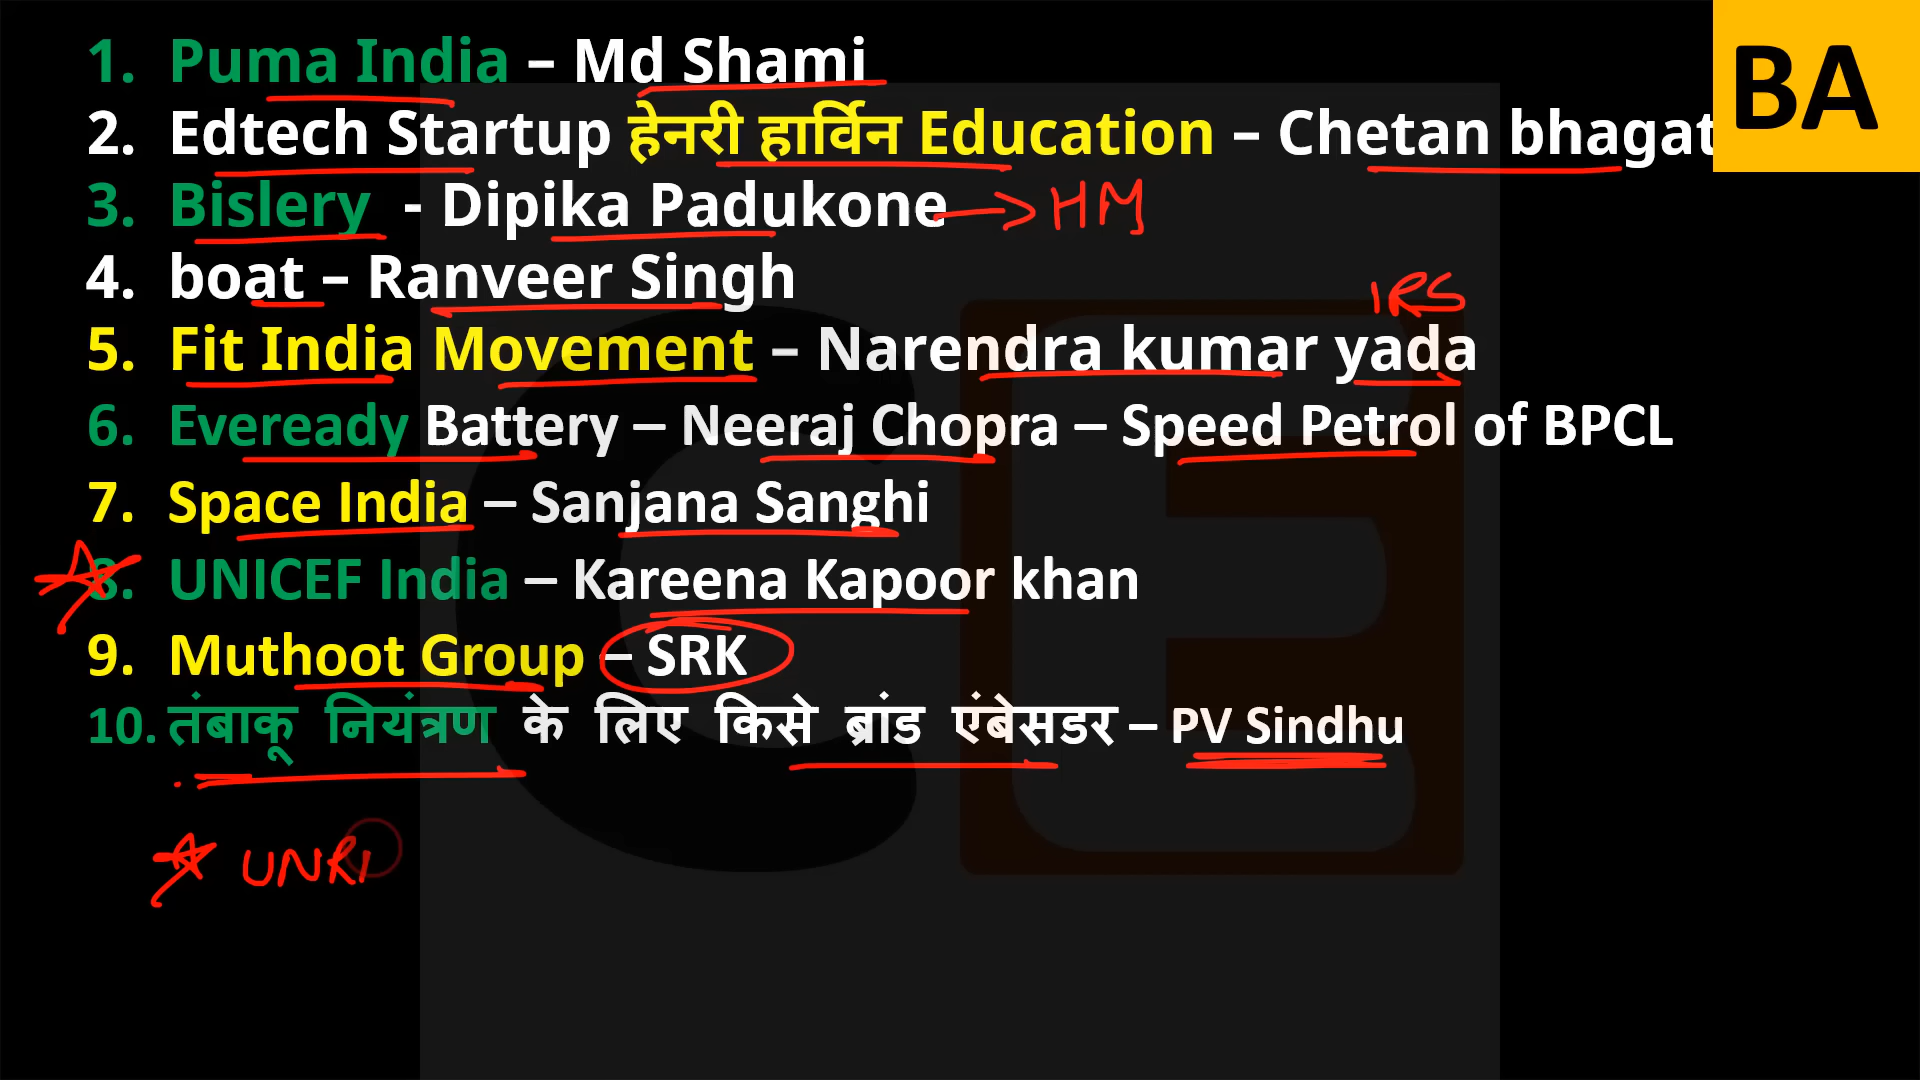 1. Puma India – Md Shami
BA
2. Edtech Startup हेनरी हार्विन Education – Chetan bhagat
3. Bislery - Dipika Padukone → HM
4. boat – Ranveer Singh
IRS
5. Fit India Movement – Narendra kumar yada
6. Eveready Battery – Neeraj Chopra – Speed Petrol of BPCL
7. Space India – Sanjana Sanghi
8. UNICEF India – Kareena Kapoor khan
9. Muthoot Group – SRK
10. तंबाकू नियंत्रण के लिए किसे ब्रांड एंबेसडर – PV Sindhu
UNRI
CE